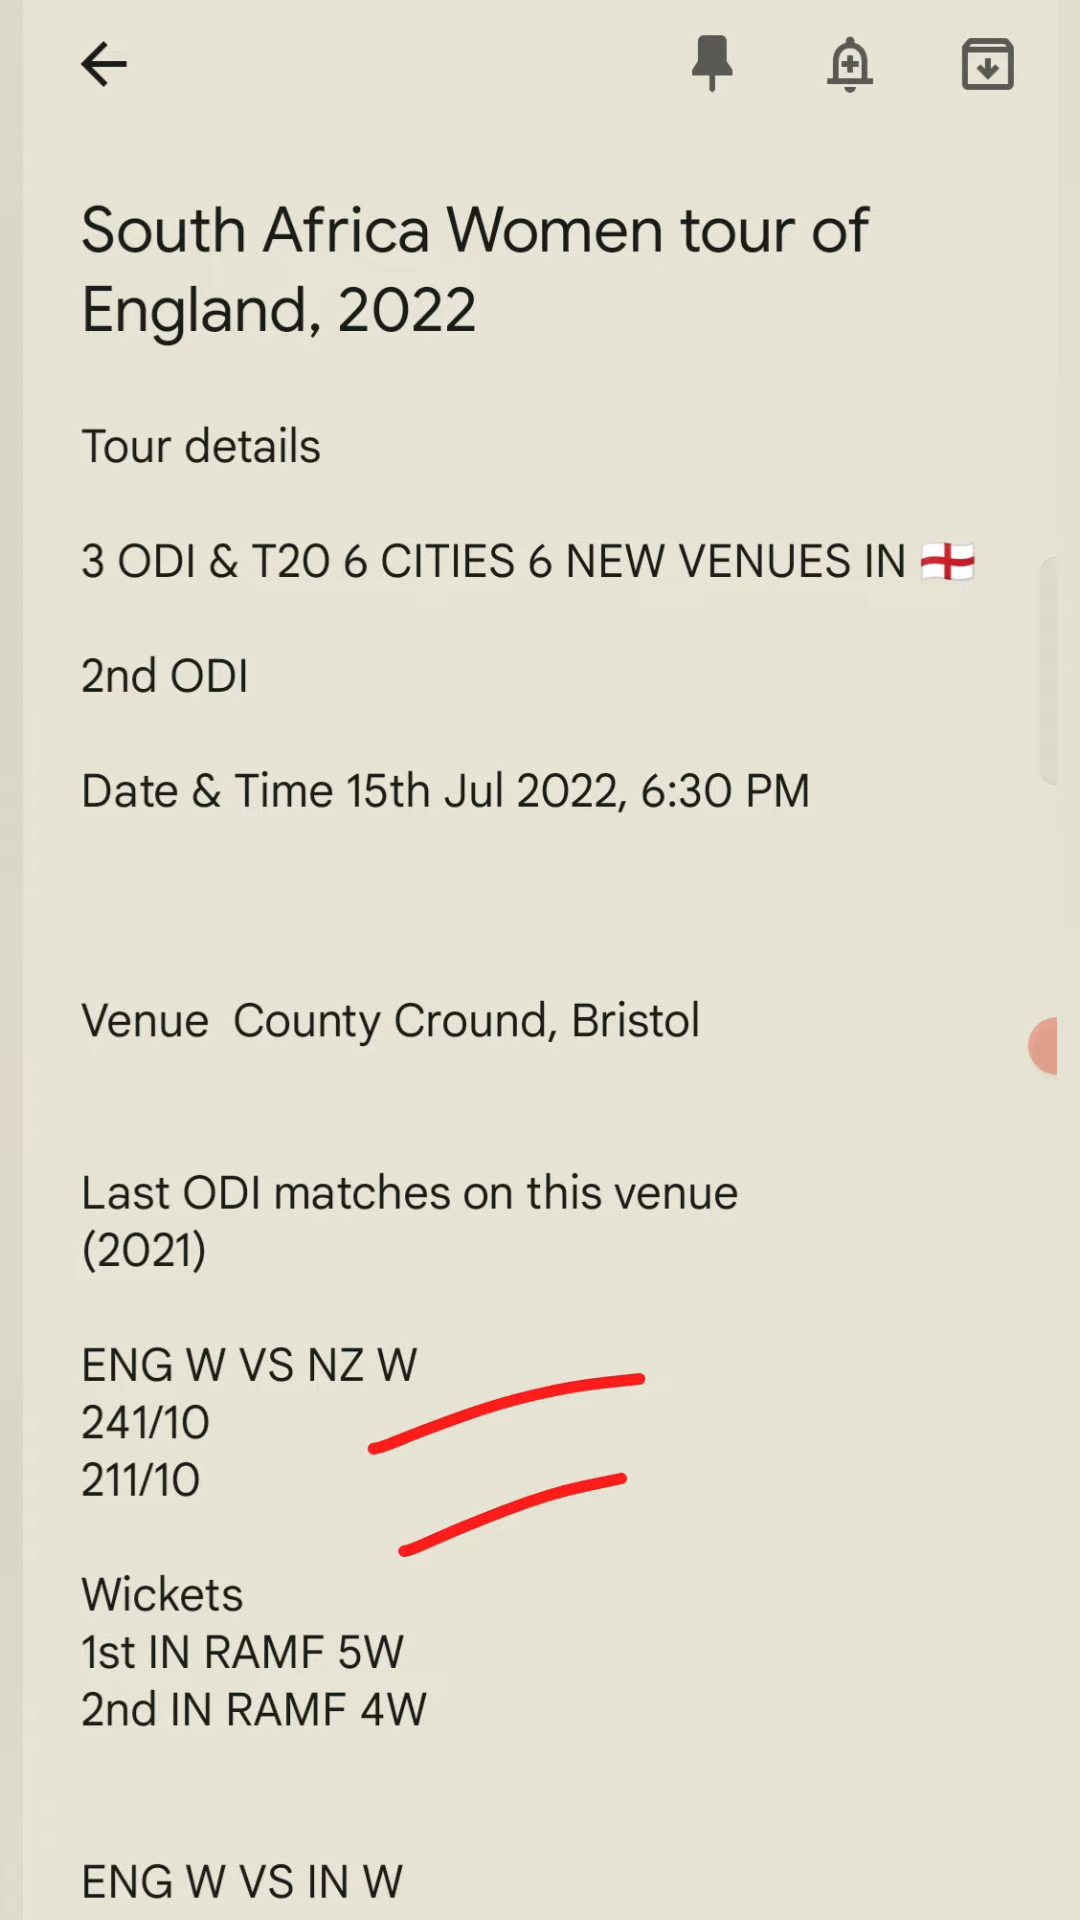 South Africa Women tour of
England, 2022
Tour details
3 ODI & T20 6 CITIES 6 NEW VENUES IN 🏴󠁧󠁢󠁥󠁮󠁧󠁿
2nd ODI
Date & Time 15th Jul 2022, 6:30 PM
Venue  County Cround, Bristol
Last ODI matches on this venue
(2021)
ENG W VS NZ W
241/10
211/10
Wickets
1st IN RAMF 5W
2nd IN RAMF 4W
ENG W VS IN W